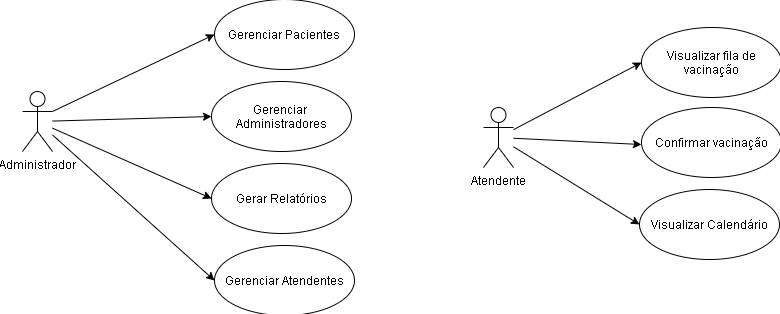 Gerenciar Pacientes
Gerenciar
Administradores
Administrador
Gerar Relatórios
Gerenciar Atendentes
Visualizar fila de
vacinação
Confirmar vacinação
Atendente
Visualizar Calendário